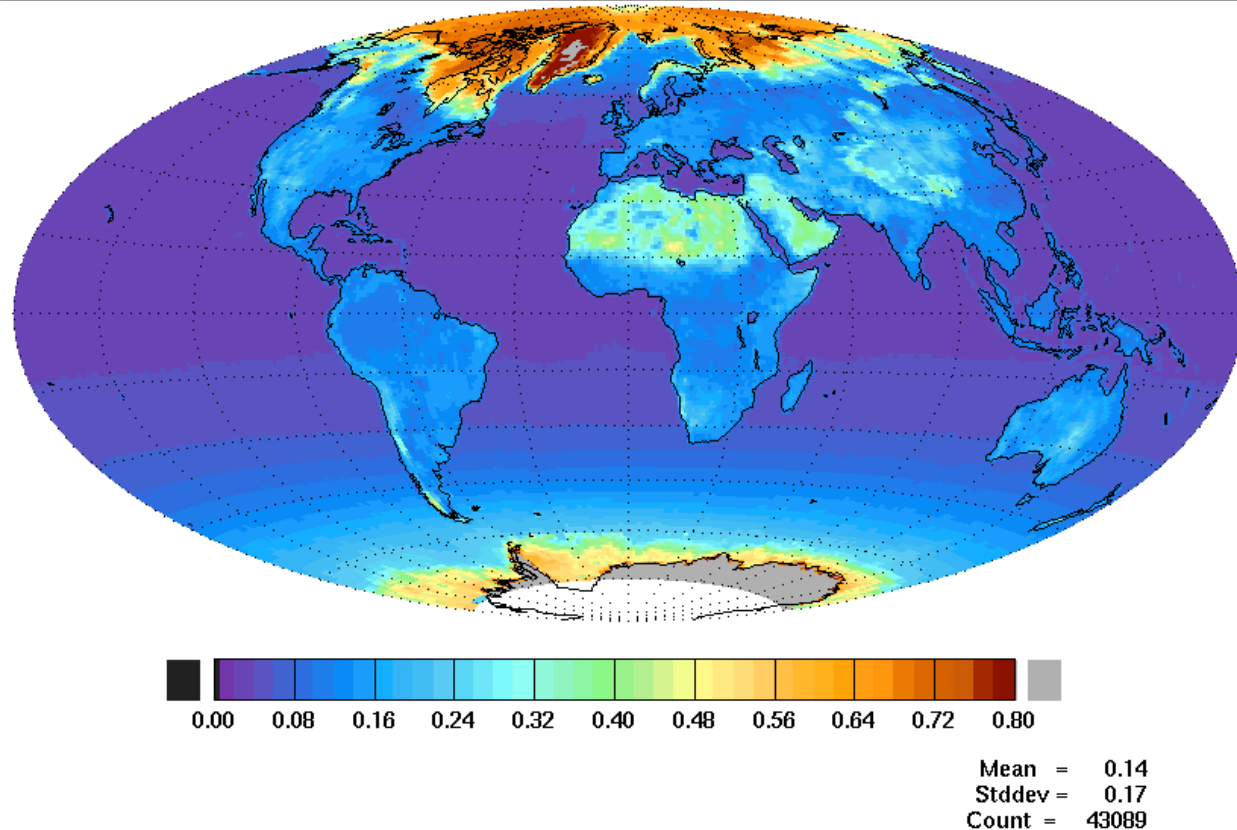 0.00 0.08 0.16 0.24 0.32 0.40 0.48 0.56 0.64 0.72 0.80
Mean = 0.14
Stddev = 0.17
Count = 43089